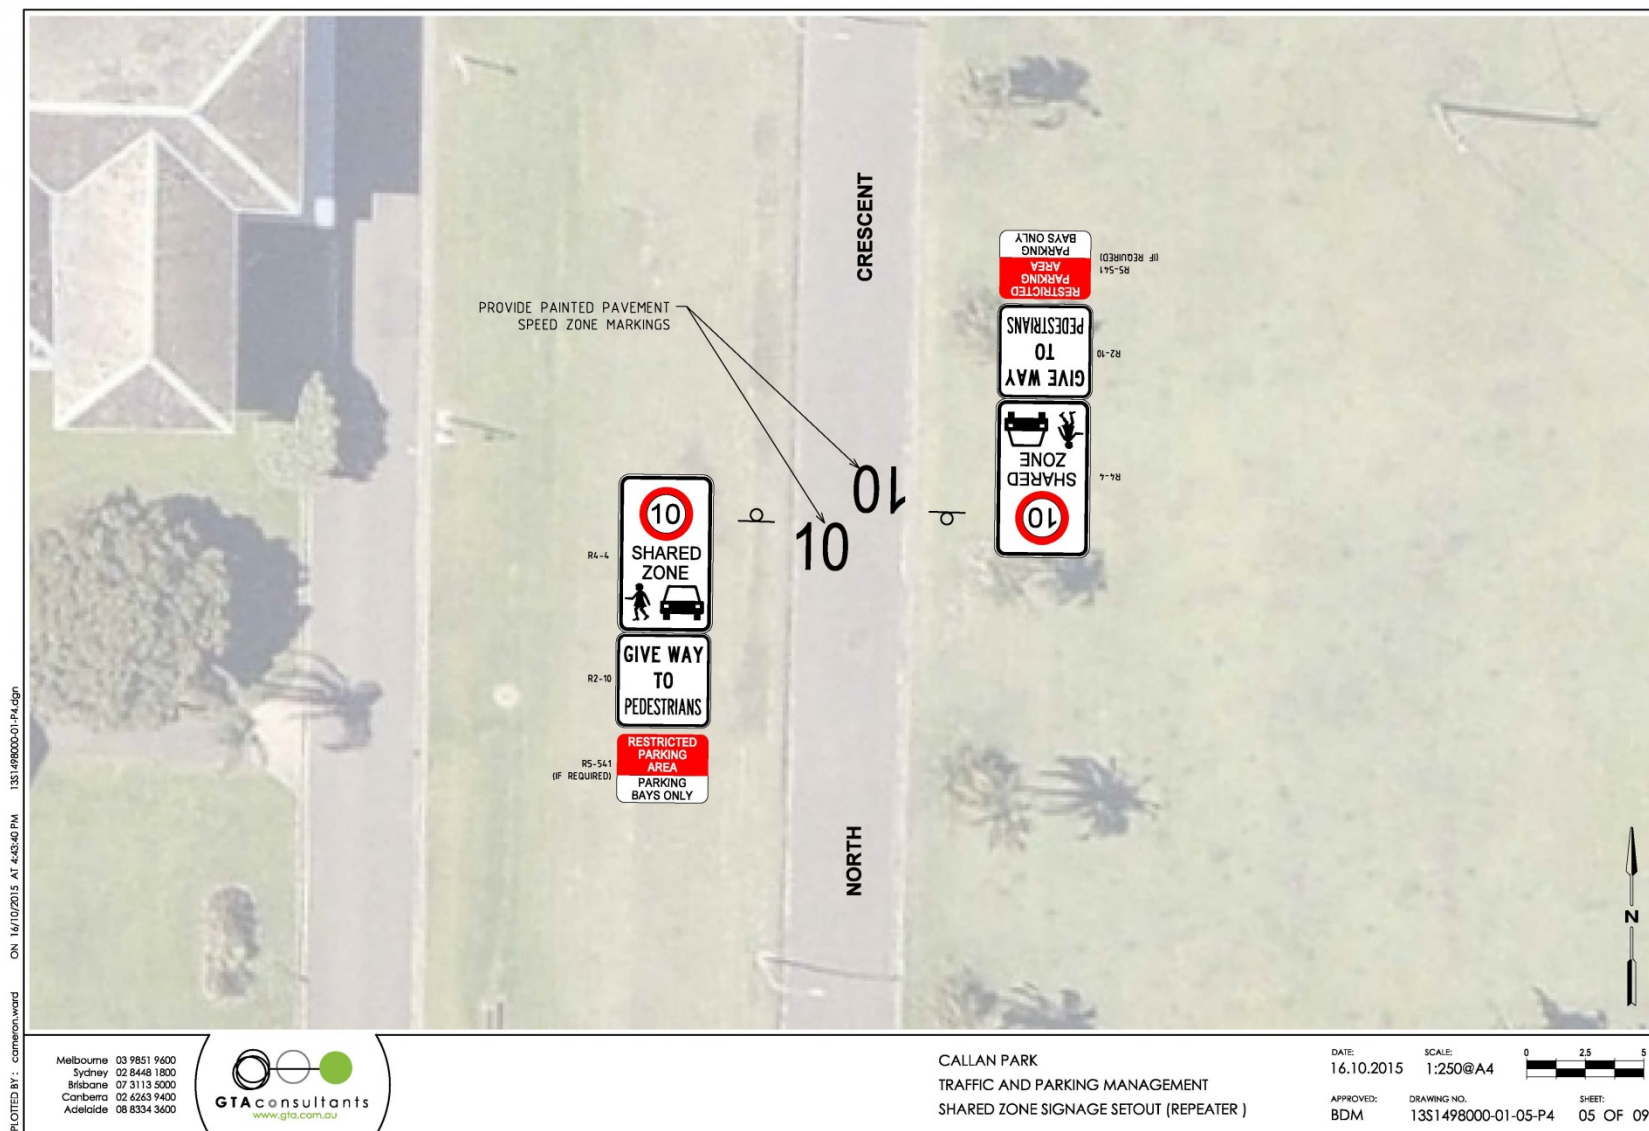 CRESCENT
PARKING
BAYS ONLY
RESTRICTED
PARKING
AREA
R5-541
(IF REQUIRED)
GIVE WAY
TO
PEDESTRIANS
R2-10
10
SHARED
ZONE
R4-4
PROVIDE PAINTED PAVEMENT
SPEED ZONE MARKINGS
10
10
10
SHARED
ZONE
R4-4
GIVE WAY
TO
PEDESTRIANS
R2-10
RESTRICTED
PARKING
AREA
PARKING
BAYS ONLY
R5-541
(IF REQUIRED)
NORTH
N
PLOTTED BY : cameron.ward ON 16/10/2015 AT 4:43:40 PM 13S1498000-01-P4.dgn
Melbourne 03 9851 9600
Sydney 02 8448 1800
Brisbane 07 3113 5000
Canberra 02 6263 9400
Adelaide 08 8334 3600
GTAconsultants
www.gta.com.au
CALLAN PARK
TRAFFIC AND PARKING MANAGEMENT
SHARED ZONE SIGNAGE SETOUT (REPEATER )
DATE:
16.10.2015
SCALE:
1:250@A4
0 2.5 5
APPROVED:
BDM
DRAWING NO.
13S1498000-01-05-P4
SHEET:
05 OF 09